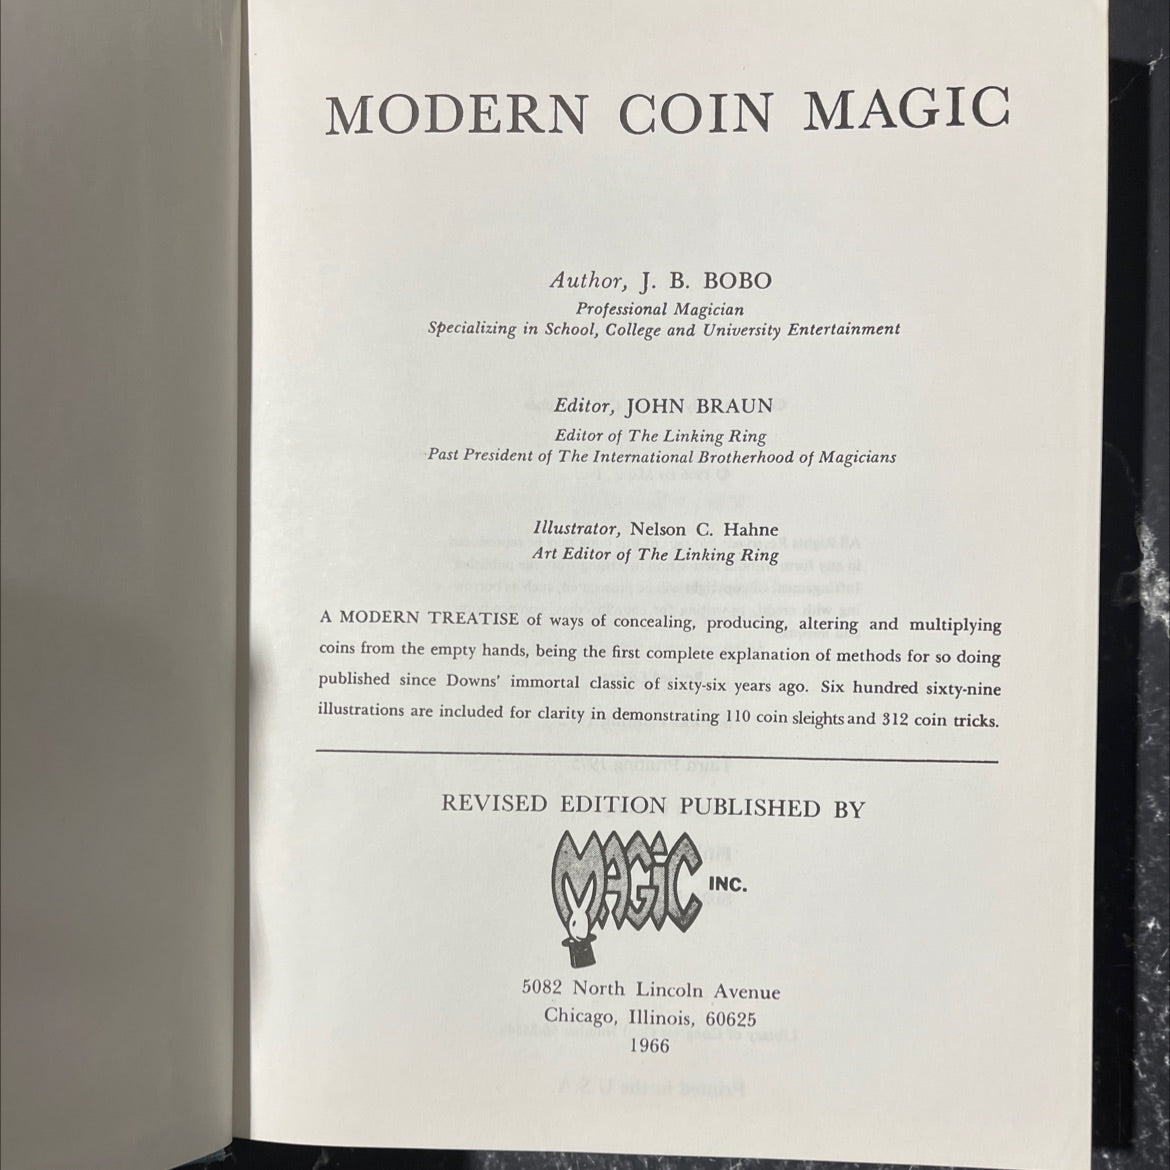 MODERN COIN MAGIC
Author, J. B. BOBO
Professional Magician
Specializing in School, College and University Entertainment
Editor, JOHN BRAUN
Editor of The Linking Ring
Past President of The International Brotherhood of Magicians
Illustrator, Nelson C. Hahne
Art Editor of The Linking Ring
A MODERN TREATISE of ways of concealing, producing, altering and multiplying
coins from the empty hands, being the first complete explanation of methods for so doing
published since Downs' immortal classic of sixty-six years ago. Six hundred sixty-nine
illustrations are included for clarity in demonstrating 110 coin sleights and 312 coin tricks.
REVISED EDITION PUBLISHED BY
MAGIC INC.
5082 North Lincoln Avenue
Chicago, Illinois, 60625
1966